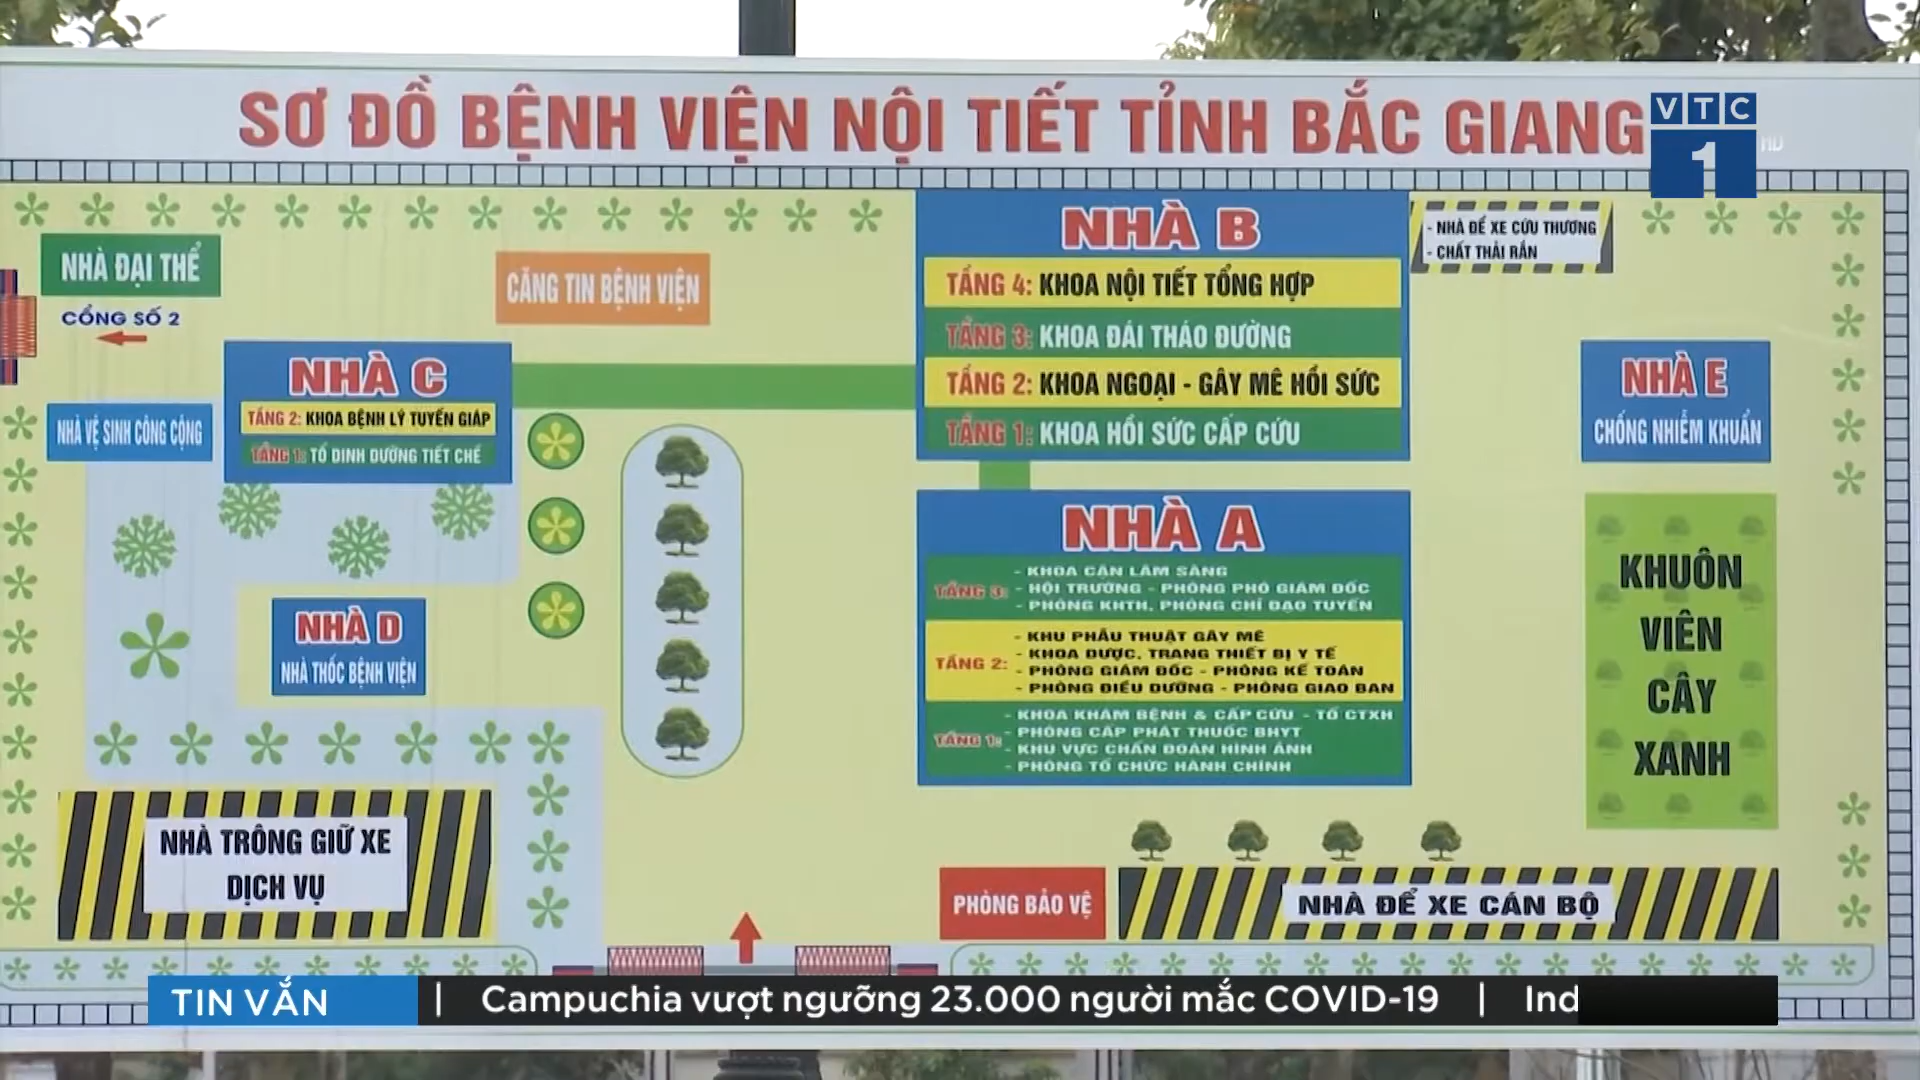 SƠ ĐỒ BỆNH VIỆN NỘI TIẾT TỈNH BẮC GIANG
VTC
1
HD
NHÀ ĐẠI THỂ
CỔNG SỐ 2
CĂNG TIN BỆNH VIỆN
NHÀ B
TẦNG 4: KHOA NỘI TIẾT TỔNG HỢP
TẦNG 3: KHOA ĐÁI THÁO ĐƯỜNG
TẦNG 2: KHOA NGOẠI - GÂY MÊ HỒI SỨC
TẦNG 1: KHOA HỒI SỨC CẤP CỨU
- NHÀ ĐỂ XE CỨU THƯƠNG
- CHẤT THẢI RẮN
NHÀ C
TẦNG 2: KHOA BỆNH LÝ TUYẾN GIÁP
TẦNG 1: TỔ DINH DƯỠNG TIẾT CHẾ
NHÀ VỆ SINH CÔNG CỘNG
NHÀ E
CHỐNG NHIỄM KHUẨN
NHÀ A
TẦNG 3:
- KHOA CẬN LÂM SÀNG
- HỘI TRƯỜNG - PHÒNG PHÓ GIÁM ĐỐC
- PHÒNG KHTH, PHÒNG CHỈ ĐẠO TUYẾN
TẦNG 2:
- KHU PHẪU THUẬT GÂY MÊ
- KHOA DƯỢC, TRANG THIẾT BỊ Y TẾ
- PHÒNG GIÁM ĐỐC - PHÒNG KẾ TOÁN
- PHÒNG ĐIỀU DƯỠNG - PHÒNG GIAO BAN
TẦNG 1:
- KHOA KHÁM BỆNH & CẤP CỨU - TỔ CTXH
- PHÒNG CẤP PHÁT THUỐC BHYT
- KHU VỰC CHẨN ĐOÁN HÌNH ẢNH
- PHÒNG TỔ CHỨC HÀNH CHÍNH
KHUÔN
VIÊN
CÂY
XANH
NHÀ D
NHÀ THỐC BỆNH VIỆN
NHÀ TRÔNG GIỮ XE
DỊCH VỤ
PHÒNG BẢO VỆ
NHÀ ĐỂ XE CÁN BỘ
TIN VẮN | Campuchia vượt ngưỡng 23.000 người mắc COVID-19 | Ind